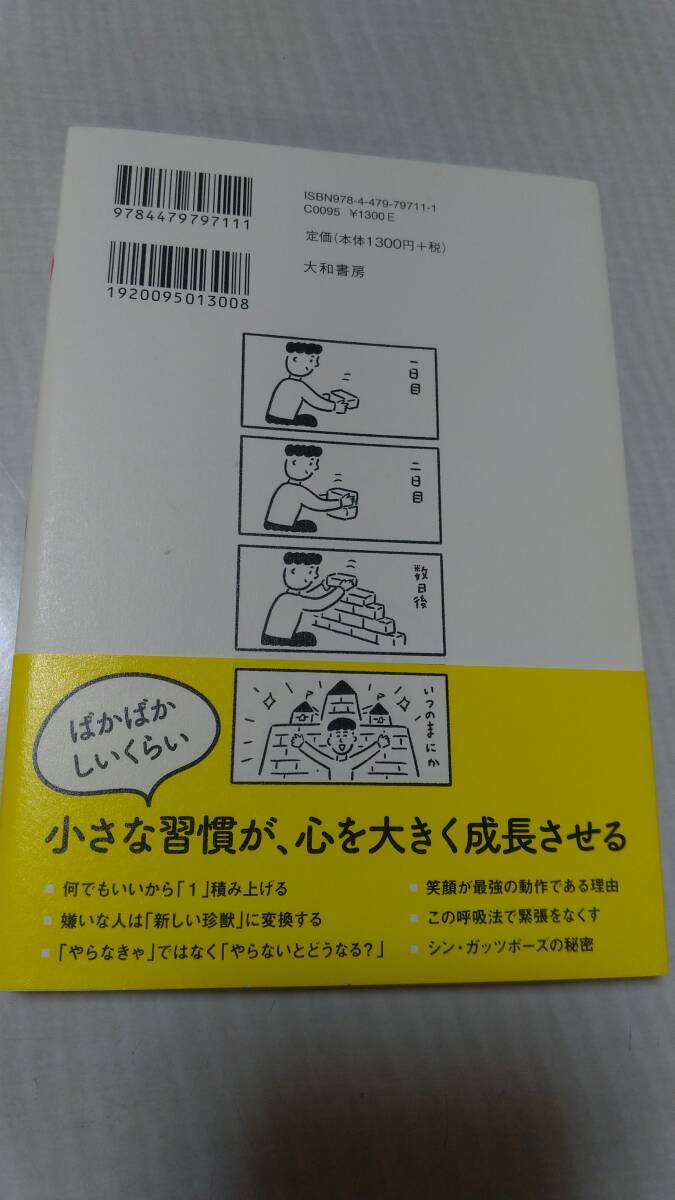 9784479797111
1920095013008
ISBN978-4-479-79711-1
C0095 ¥1300E
定価(本体1300円+税)
大和書房
一日目
二日目
数日後
いつのまにか
ばかばか
しいくらい
小さな習慣が、心を大きく成長させる
▪ 何でもいいから「1」積み上げる
▪ 嫌いな人は「新しい珍獣」に変換する
▪ 「やらなきゃ」ではなく「やらないとどうなる?」
▪ 笑顔が最強の動作である理由
▪ この呼吸法で緊張をなくす
▪ シン・ガッツポーズの秘密